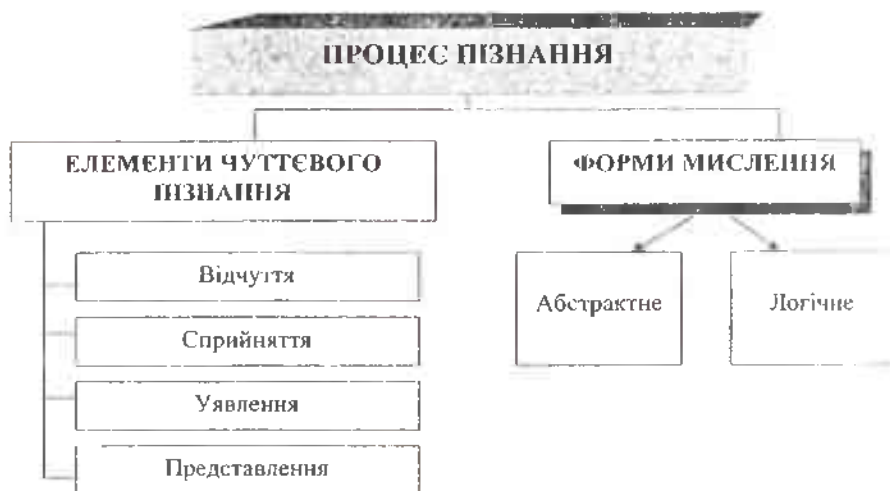 ПРОЦЕС ПІЗНАННЯ
ЕЛЕМЕНТИ ЧУТТЄВОГО
ПІЗНАННЯ
ФОРМИ МИСЛЕННЯ
Відчуття
Сприйняття
Уявлення
Представлення
Абстрактне
Логічне